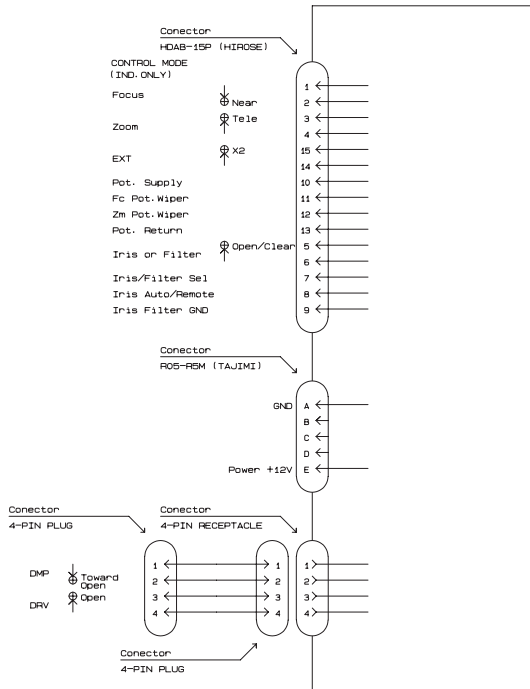 Conector
HDAB-15P (HIROSE)
CONTROL MODE
(IND. ONLY)
1
Focus
Near 2
Tele 3
Zoom
4
X2 15
EXT
14
Pot. Supply 10
Fc Pot. Wiper 11
Zm Pot. Wiper 12
Pot. Return 13
Open/Clear 5
Iris or Filter
6
Iris/Filter Sel 7
Iris Auto/Remote 8
Iris Filter GND 9
Conector
R05-R5M (TAJIMI)
GND A
B
C
D
Power +12V E
Conector Conector
4-PIN PLUG 4-PIN RECEPTACLE
1 1 1
DMP Toward 2 2 2
Open
Open 3 3 3
DRV 4 4 4
Conector
4-PIN PLUG